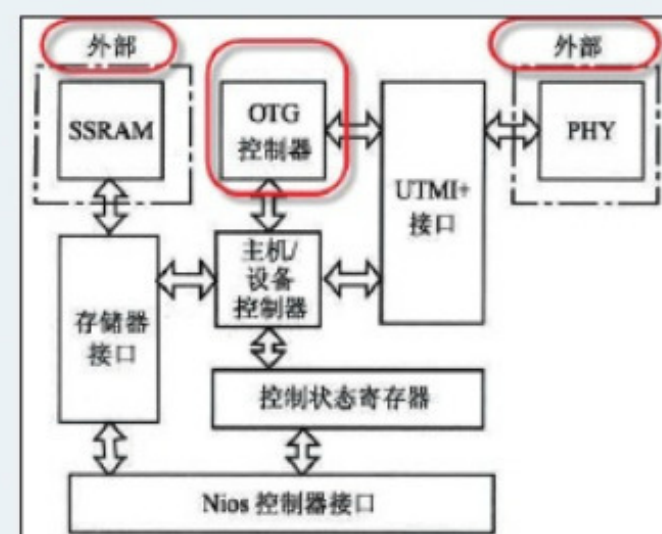 外部
外部
SSRAM
OTG
控制器
PHY
UTMI+
接口
主机/
设备
控制器
存储器
接口
控制状态寄存器
Nios 控制器接口